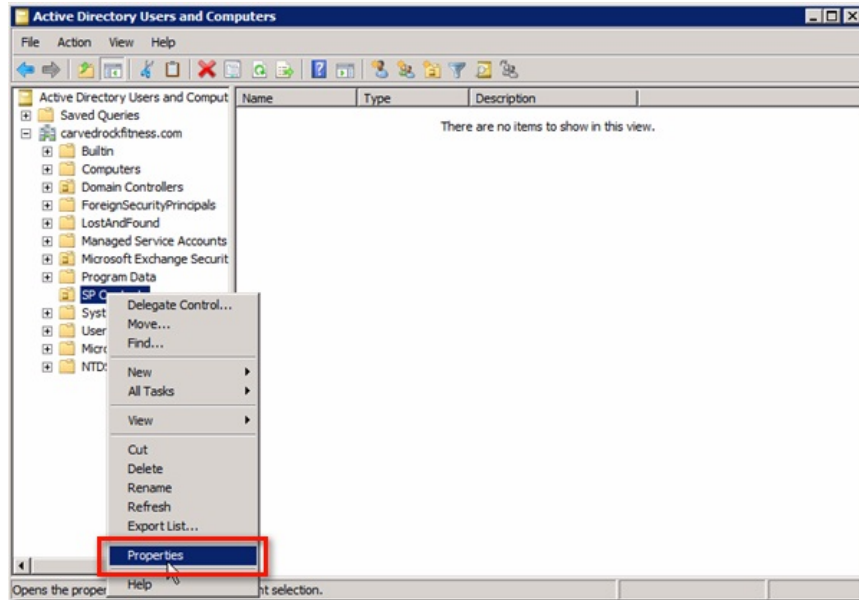 Active Directory Users and Computers
File Action View Help
Active Directory Users and Comput
Name Type Description
There are no items to show in this view.
Saved Queries
carvedrockfitness.com
Builtin
Computers
Domain Controllers
ForeignSecurityPrincipals
LostAndFound
Managed Service Accounts
Microsoft Exchange Securit
Program Data
SP
Syst
User
Micro
NTDS
Delegate Control...
Move...
Find...
New
All Tasks
View
Cut
Delete
Rename
Refresh
Export List...
Properties
Help
Opens the proper
nt selection.